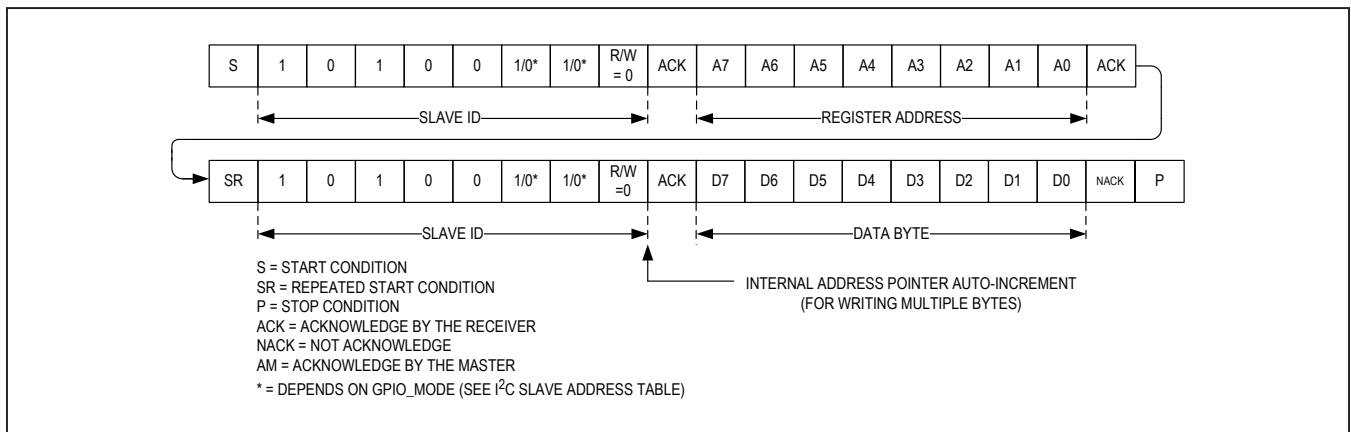 S 1 0 1 0 0 1/0* 1/0* R/W = 0 ACK A7 A6 A5 A4 A3 A2 A1 A0 ACK
SLAVE ID REGISTER ADDRESS
SR 1 0 1 0 0 1/0* 1/0* R/W =0 ACK D7 D6 D5 D4 D3 D2 D1 D0 NACK P
SLAVE ID DATA BYTE
S = START CONDITION
SR = REPEATED START CONDITION
P = STOP CONDITION
ACK = ACKNOWLEDGE BY THE RECEIVER
NACK = NOT ACKNOWLEDGE
AM = ACKNOWLEDGE BY THE MASTER
* = DEPENDS ON GPIO_MODE (SEE I²C SLAVE ADDRESS TABLE)
INTERNAL ADDRESS POINTER AUTO-INCREMENT
(FOR WRITING MULTIPLE BYTES)